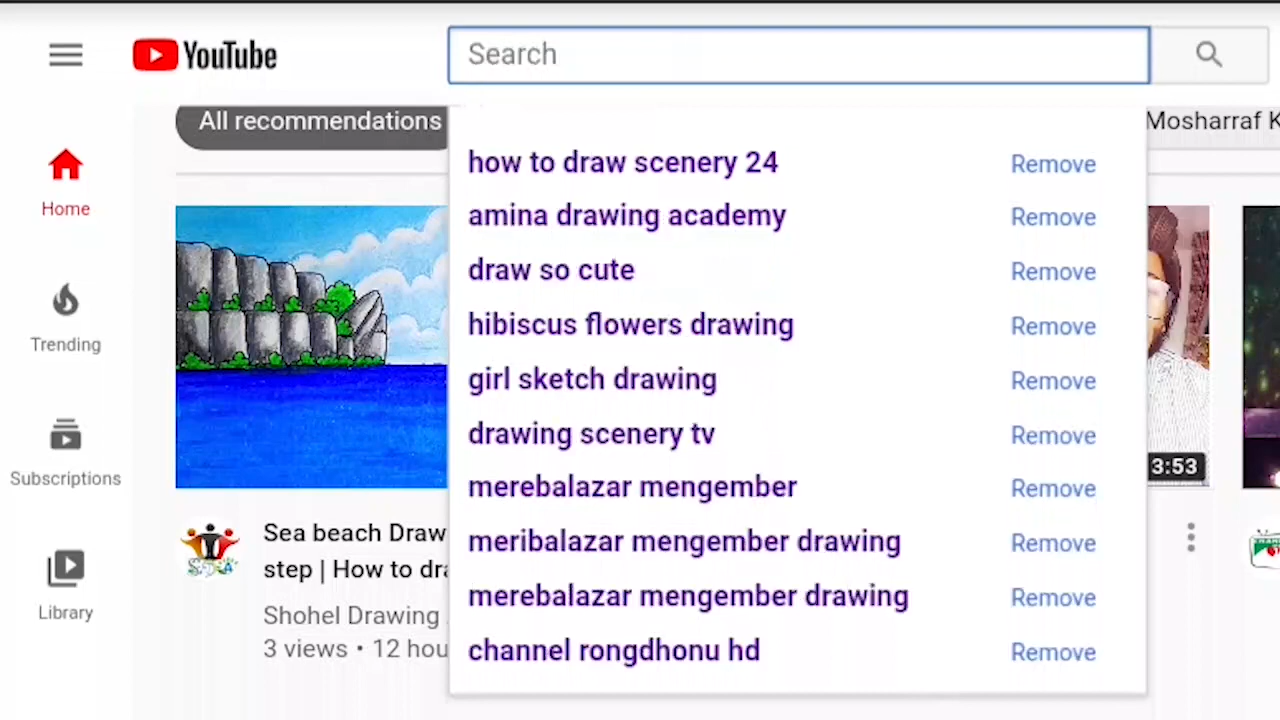 YouTube
Search
All recommendations
Mosharraf K
how to draw scenery 24 Remove
amina drawing academy Remove
draw so cute Remove
hibiscus flowers drawing Remove
girl sketch drawing Remove
drawing scenery tv Remove
merebalazar mengember Remove
meribalazar mengember drawing Remove
merebalazar mengember drawing Remove
channel rongdhonu hd Remove
Home
Trending
Subscriptions
Library
3:53
Sea beach Draw
step | How to dra
Shohel Drawing
3 views • 12 hou